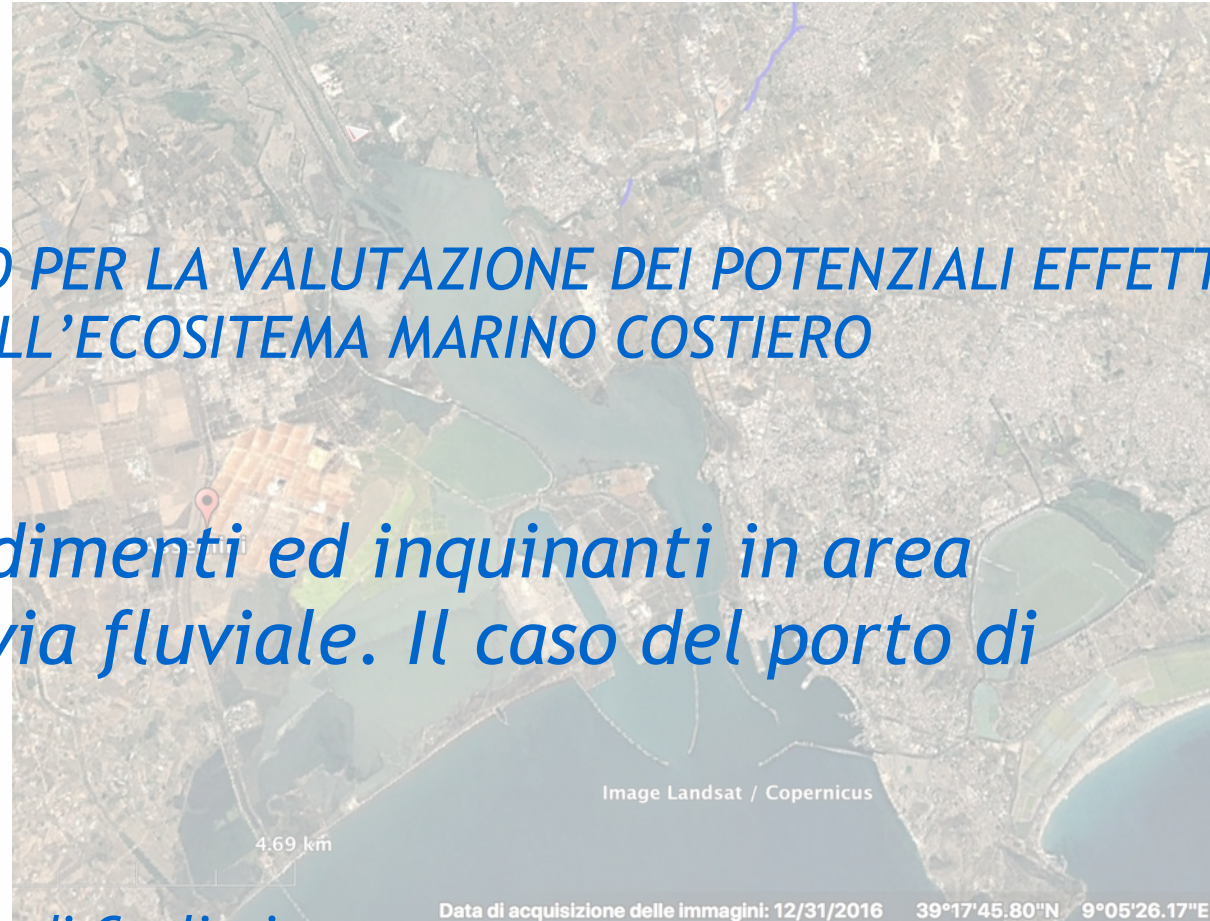 O PER LA VALUTAZIONE DEI POTENZIALI EFFETT
LL’ECOSITEMA MARINO COSTIERO
dimenti ed inquinanti in area
via fluviale. Il caso del porto di
Image Landsat / Copernicus
4.69 km
Data di acquisizione delle immagini: 12/31/2016 39°17'45.80"N 9°05'26.17"E